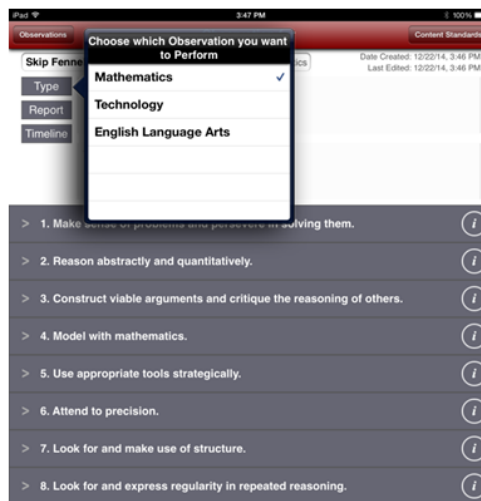 iPad 3:47 PM 100%
Observations
Content Standards
Choose which Observation you want
to Perform
Skip Fenne
ics
Date Created: 12/22/14, 3:46 PM
Last Edited: 12/22/14, 3:46 PM
Type
Mathematics ✓
Report
Technology
Timeline
English Language Arts
> 1. Make sense of problems and persevere in solving them. i
> 2. Reason abstractly and quantitatively. i
> 3. Construct viable arguments and critique the reasoning of others. i
> 4. Model with mathematics. i
> 5. Use appropriate tools strategically. i
> 6. Attend to precision. i
> 7. Look for and make use of structure. i
> 8. Look for and express regularity in repeated reasoning. i